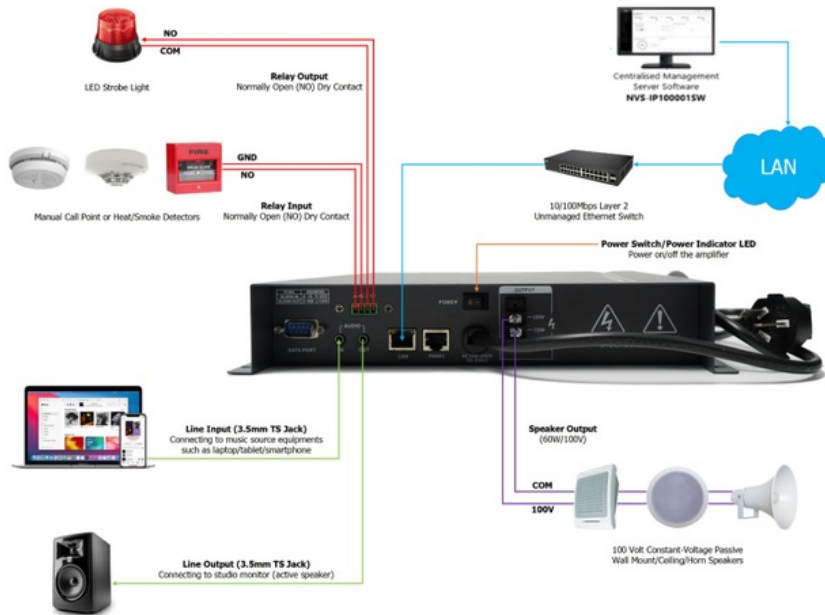 NO
COM
LED Strobe Light
Relay Output
Normally Open (NO) Dry Contact
Centralised Management
Server Software
NVS-IP100001SW
LAN
GND
NO
Manual Call Point or Heat/Smoke Detectors
Relay Input
Normally Open (NO) Dry Contact
FIRE
10/100Mbps Layer 2
Unmanaged Ethernet Switch
Power Switch/Power Indicator LED
Power on/off the amplifier
OUTPUT
POWER
100V
COM
AUDIO
DATA PORT
LAN
Line Input (3.5mm TS Jack)
Connecting to music source equipments
such as laptop/tablet/smartphone
Speaker Output
(60W/100V)
COM
100V
100 Volt Constant-Voltage Passive
Wall Mount/Ceiling/Horn Speakers
Line Output (3.5mm TS Jack)
Connecting to studio monitor (active speaker)